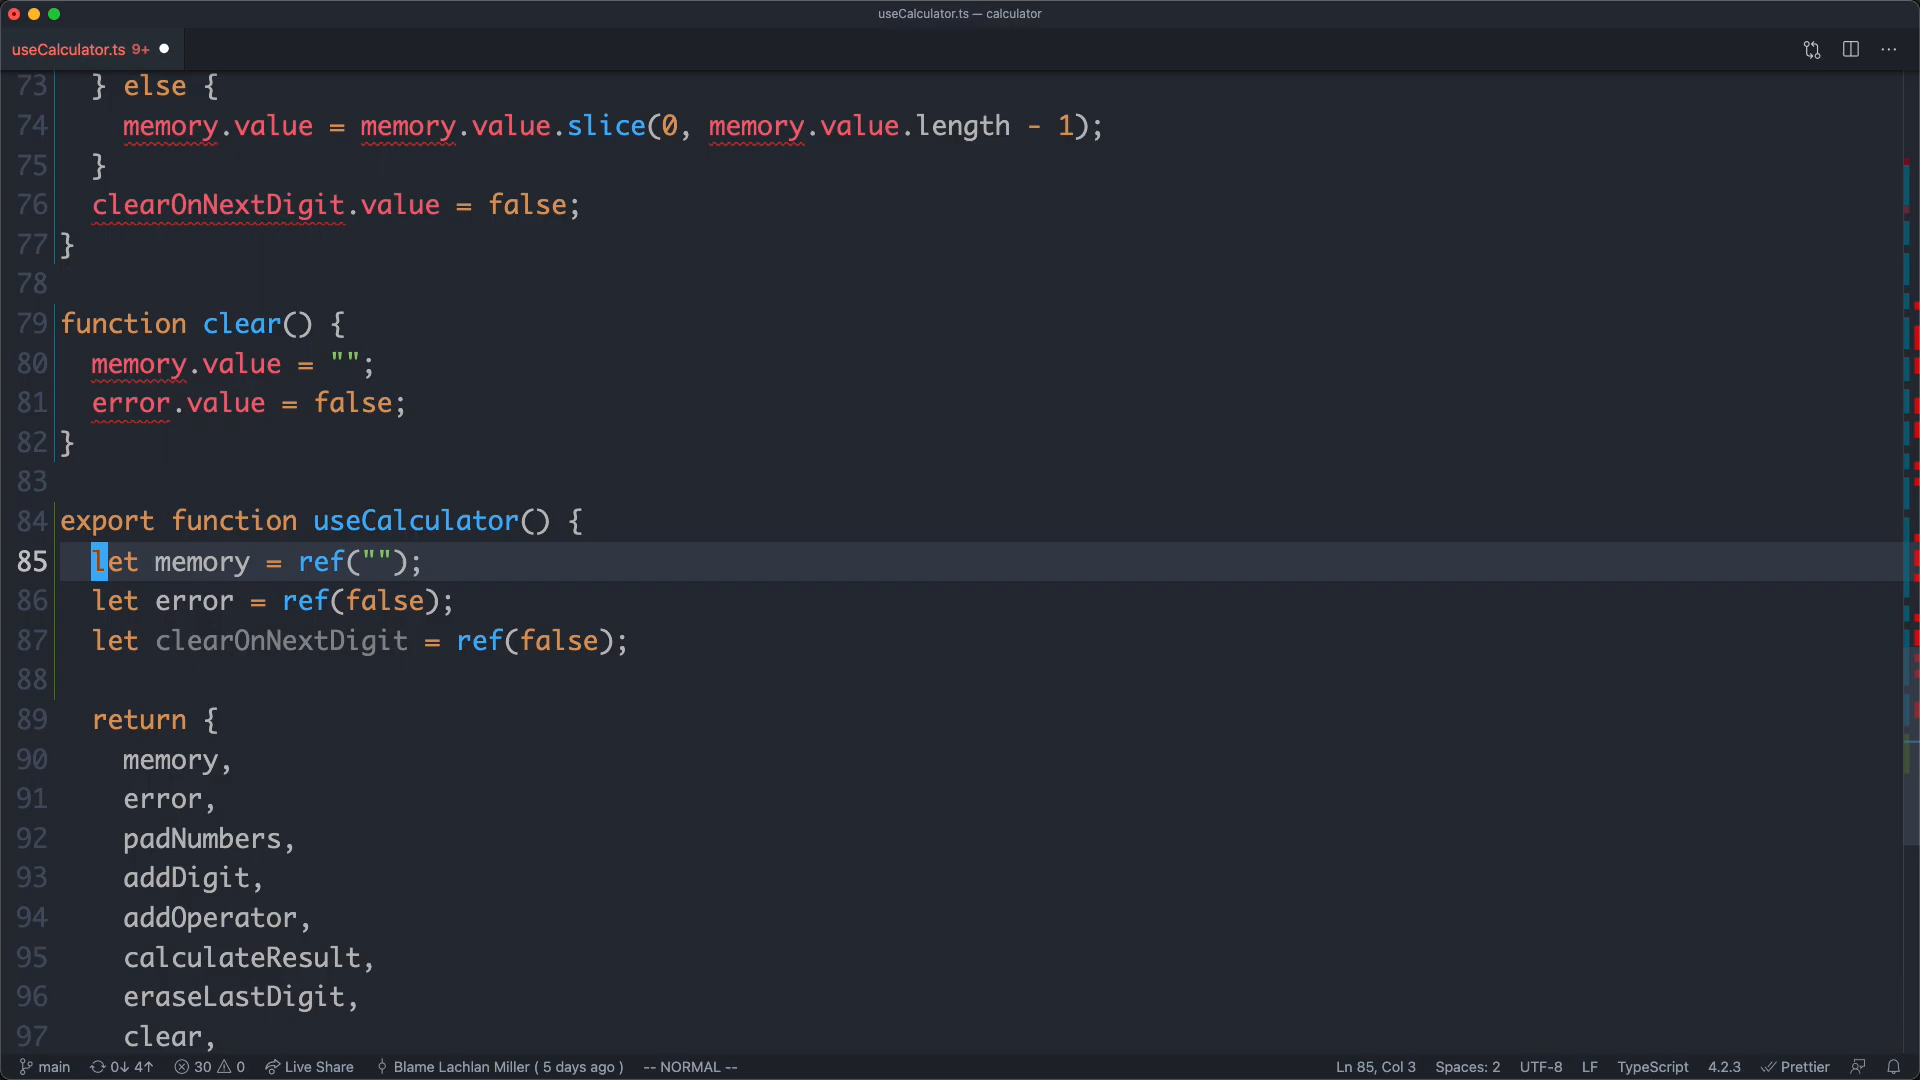 useCalculator.ts — calculator
useCalculator.ts 9+
73 } else {
74 memory.value = memory.value.slice(0, memory.value.length - 1);
75 }
76 clearOnNextDigit.value = false;
77 }
78
79 function clear() {
80 memory.value = "";
81 error.value = false;
82 }
83
84 export function useCalculator() {
85 let memory = ref("");
86 let error = ref(false);
87 let clearOnNextDigit = ref(false);
88
89 return {
90 memory,
91 error,
92 padNumbers,
93 addDigit,
94 addOperator,
95 calculateResult,
96 eraseLastDigit,
97 clear,
main 0↓ 4↑ 30 0 Live Share Blame Lachlan Miller ( 5 days ago ) -- NORMAL -- Ln 85, Col 3 Spaces: 2 UTF-8 LF TypeScript 4.2.3 Prettier